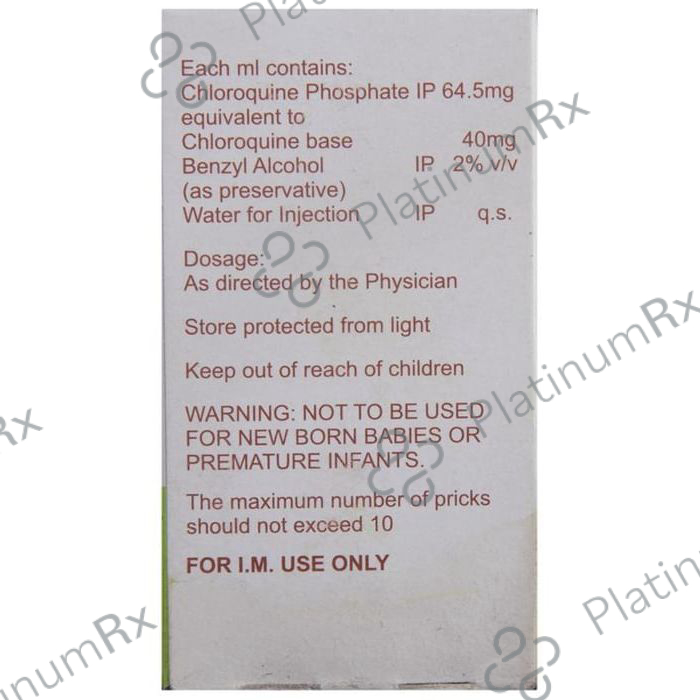 Each ml contains:
Chloroquine Phosphate IP 64.5mg
equivalent to
Chloroquine base 40mg
Benzyl Alcohol IP 2% v/v
(as preservative)
Water for Injection IP q.s.
Dosage:
As directed by the Physician
Store protected from light
Keep out of reach of children
WARNING: NOT TO BE USED
FOR NEW BORN BABIES OR
PREMATURE INFANTS.
The maximum number of pricks
should not exceed 10
FOR I.M. USE ONLY
PlatinumRx
PlatinumRx
PlatinumRx
Rx
inumRx
Platinum